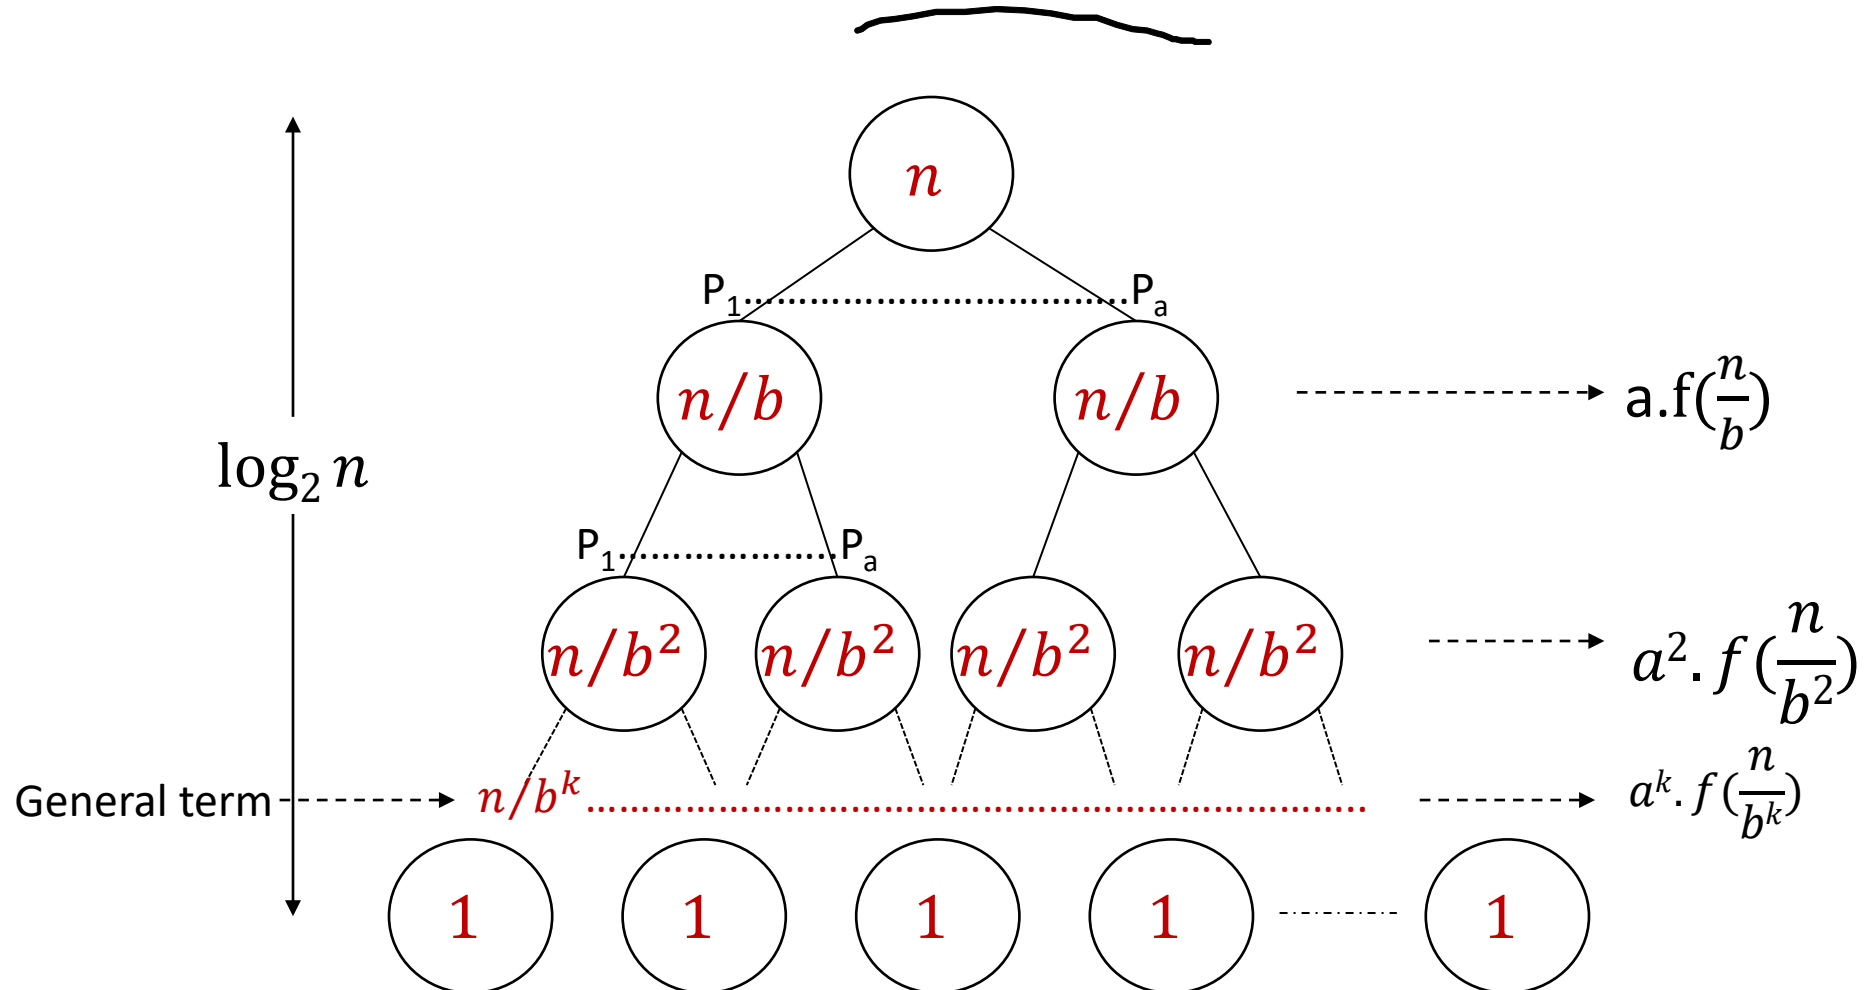 n
P₁ Pₐ
n/b n/b a.f(n/b)
log₂ n
P₁ Pₐ
n/b² n/b² n/b² n/b² a².f(n/b²)
General term n/bᵏ aᵏ.f(n/bᵏ)
1 1 1 1 1